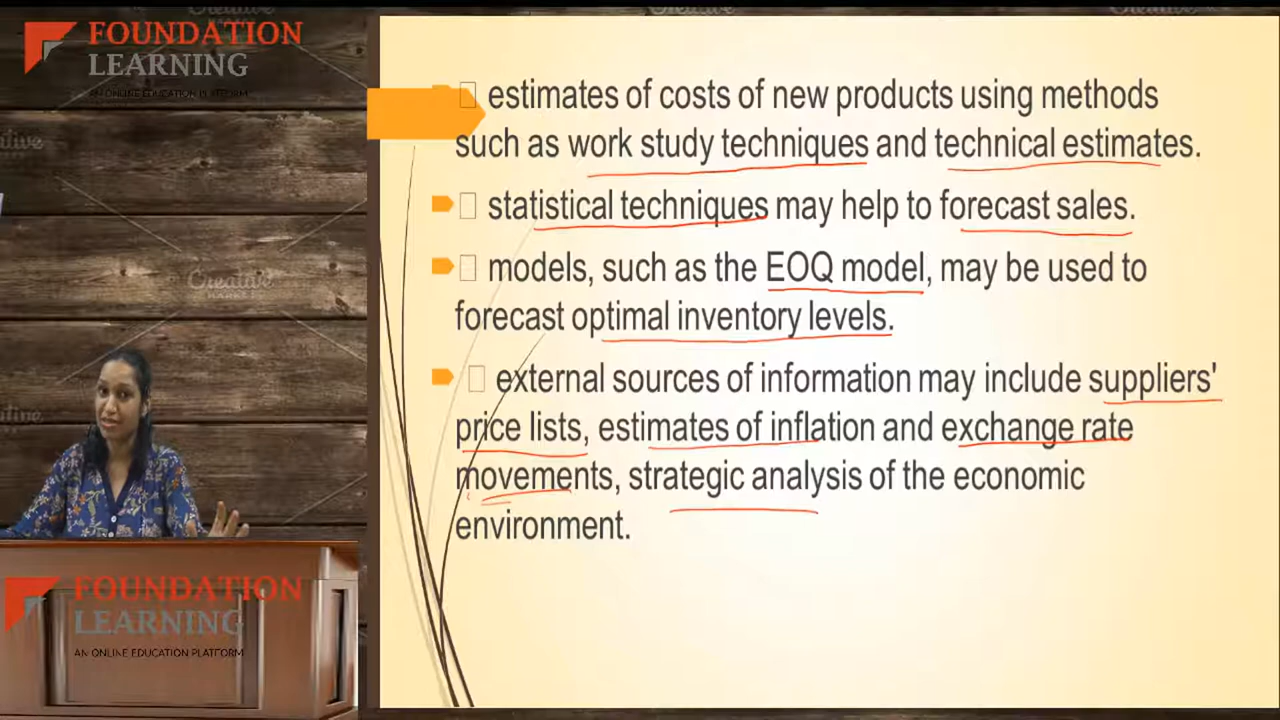 FOUNDATION
LEARNING
AN ONLINE EDUCATION PLATFORM
estimates of costs of new products using methods
such as work study techniques and technical estimates.
statistical techniques may help to forecast sales.
models, such as the EOQ model, may be used to
forecast optimal inventory levels.
external sources of information may include suppliers'
price lists, estimates of inflation and exchange rate
movements, strategic analysis of the economic
environment.
Creative
MARKET
FOUNDATION
LEARNING
AN ONLINE EDUCATION PLATFORM